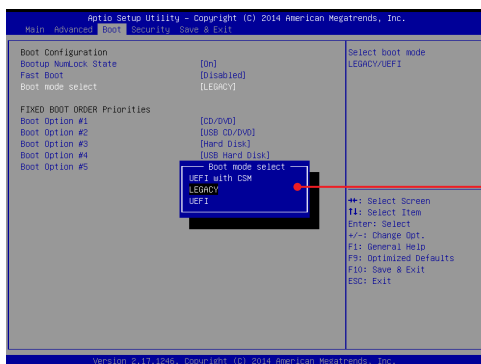 Aptio Setup Utility – Copyright (C) 2014 American Megatrends, Inc.
Main Advanced Boot Security Save & Exit
Boot Configuration
Bootup NumLock State [On]
Fast Boot [Disabled]
Boot mode select [LEGACY]
FIXED BOOT ORDER Priorities
Boot Option #1 [CD/DVD]
Boot Option #2 [USB CD/DVD]
Boot Option #3 [Hard Disk]
Boot Option #4 [USB Hard Disk]
Boot Option #5
Boot mode select
UEFI with CSM
LEGACY
UEFI
Select boot mode
LEGACY/UEFI
→←: Select Screen
↑↓: Select Item
Enter: Select
+/-: Change Opt.
F1: General Help
F9: Optimized Defaults
F10: Save & Exit
ESC: Exit
Version 2.17.1246. Copyright (C) 2014 American Megatrends, Inc.